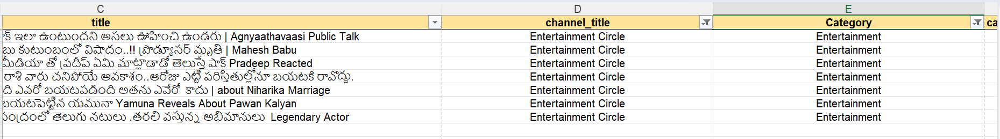 C D E
title channel_title Category ca
ాక్ ఇలా ఉంటుందని అసలు ఊహించి ఉండరు | Agnyaathavaasi Public Talk Entertainment Circle Entertainment
బు కుటుంబంలో విషాదం..!! ప్రొడ్యూసర్ మృతి | Mahesh Babu Entertainment Circle Entertainment
మీడియా తో ప్రదీప్ ఏమి మాట్లాడాడో తెలుస్తే షాక్ Pradeep Reacted Entertainment Circle Entertainment
రాశి వారు చనిపోయే అవకాశం..ఆరోజు ఎట్టి పరిస్తితుల్లోనూ బయటకి రావొద్దు. Entertainment Circle Entertainment
ది ఎవరో బయటపడింది అతను ఎవేరో కాదు | about Niharika Marriage Entertainment Circle Entertainment
బయటపెట్టిన యమునా Yamuna Reveals About Pawan Kalyan Entertainment Circle Entertainment
సంద్రంలో తెలుగు నటులు .తరలి వస్తున్న అభిమానులు Legendary Actor Entertainment Circle Entertainment